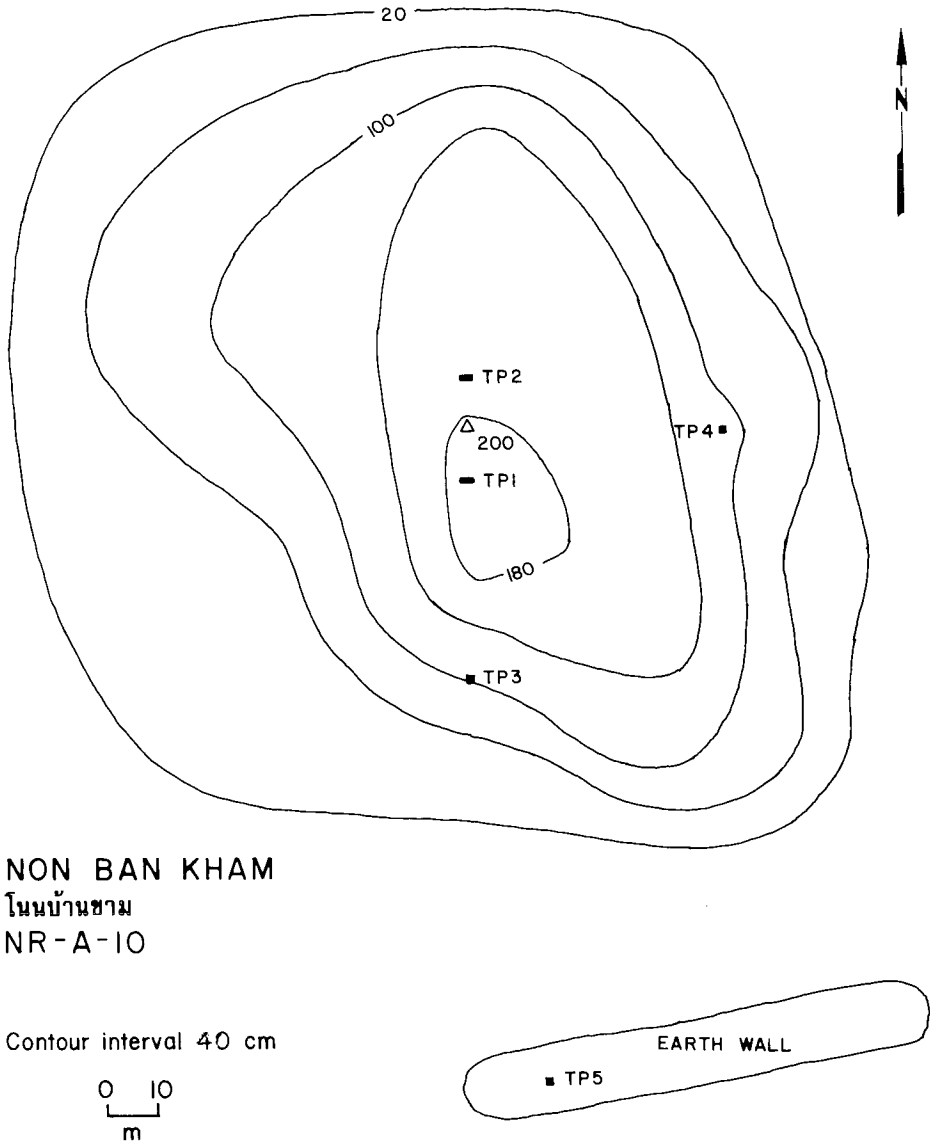 20
N
100
TP2
TP4
200
TP1
180
TP3
NON BAN KHAM
โนนบ้านขาม
NR-A-10
Contour interval 40 cm
0 10
m
EARTH WALL
TP5